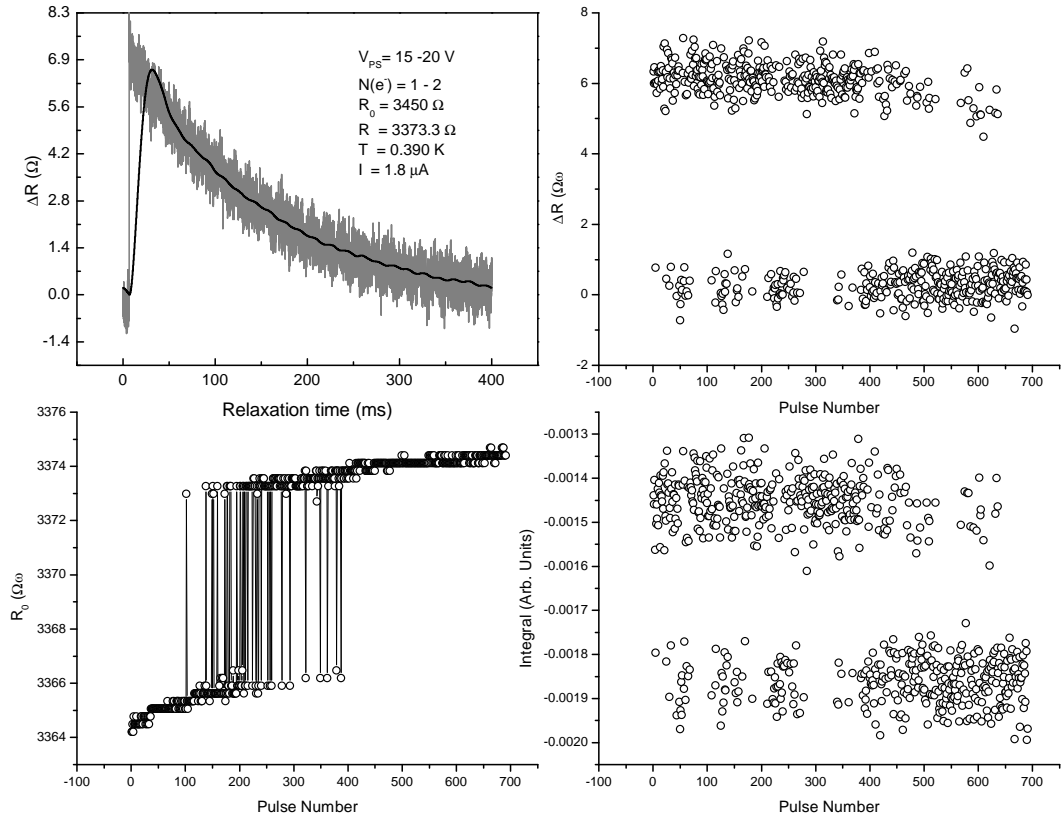 8.3
6.9
5.6
4.2
2.8
1.4
0.0
-1.4
ΔR (Ω)
V_PS= 15 -20 V
N(e⁻) = 1 - 2
R_0 = 3450 Ω
R = 3373.3 Ω
T = 0.390 K
I = 1.8 μA
0 100 200 300 400
Relaxation time (ms)
8
6
4
2
0
-2
ΔR (Ωω
-100 0 100 200 300 400 500 600 700
Pulse Number
3376
3374
3372
3370
3368
3366
3364
R_0 (Ωω
-100 0 100 200 300 400 500 600 700
Pulse Number
-0.0013
-0.0014
-0.0015
-0.0016
-0.0017
-0.0018
-0.0019
-0.0020
Integral (Arb. Units)
-100 0 100 200 300 400 500 600 700
Pulse Number